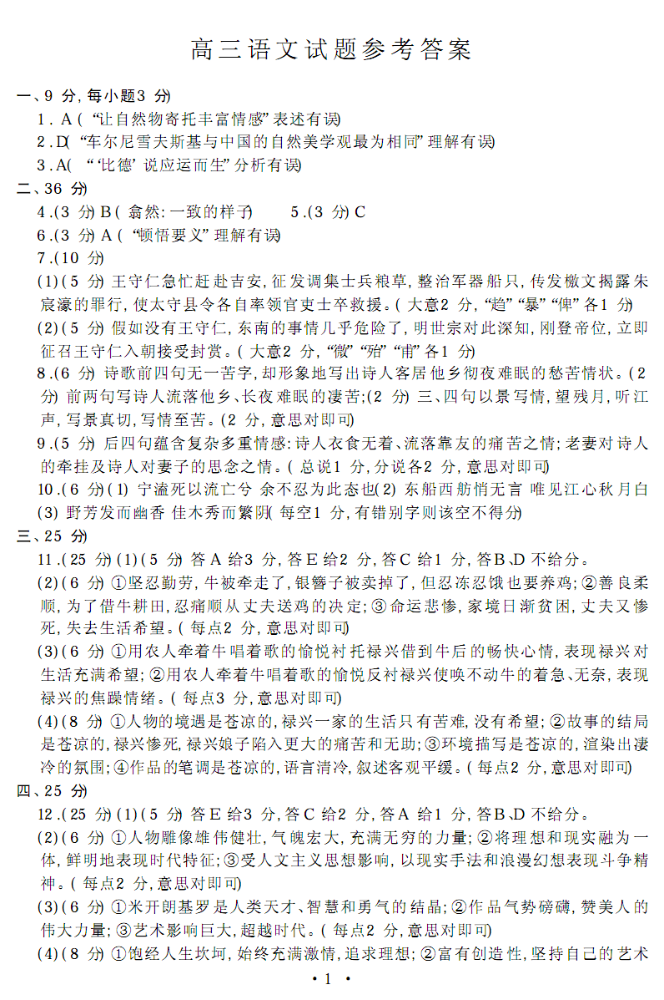 高三语文试题参考答案
一、9 分,每小题3 分)
1. A (“让自然物寄托丰富情感”表述有误)
2.D(“车尔尼雪夫斯基与中国的自然美学观最为相同”理解有误)
3.A( “‘比德’说应运而生”分析有误)
二、36 分)
4.(3 分) B ( 翕然:一致的样子) 5.(3 分) C
6.(3 分) A (“顿悟要义”理解有误)
7.(10 分)
(1)(5 分) 王守仁急忙赶赴吉安,征发调集士兵粮草,整治军器船只,传发檄文揭露朱
宸濠的罪行,使太守县令各自率领官吏士卒救援。( 大意2 分,“趋”“暴”“俾”各1 分)
(2)(5 分) 假如没有王守仁,东南的事情几乎危险了,明世宗对此深知,刚登帝位,立即
征召王守仁入朝接受封赏。( 大意2 分,“微”“殆”“甫”各1 分)
8.(6 分) 诗歌前四句无一苦字,却形象地写出诗人客居他乡彻夜难眠的愁苦情状。(2
分) 前两句写诗人流落他乡、长夜难眠的凄苦;(2 分) 三、四句以景写情,望残月,听江
声,写景真切,写情至苦。(2 分,意思对即可)
9.(5 分) 后四句蕴含复杂多重情感:诗人衣食无着、流落靠友的痛苦之情;老妻对诗人
的牵挂及诗人对妻子的思念之情。( 总说1 分,分说各2 分,意思对即可)
10.(6 分)(1) 宁溘死以流亡兮 余不忍为此态也(2) 东船西舫悄无言 唯见江心秋月白
(3) 野芳发而幽香 佳木秀而繁阴( 每空1 分,有错别字则该空不得分)
三、25 分)
11.(25 分)(1)(5 分) 答 A 给3 分,答 E 给2 分,答 C 给1 分,答 B、D 不给分。
(2)(6 分) ①坚忍勤劳,牛被牵走了,银簪子被卖掉了,但忍冻忍饿也要养鸡;②善良柔
顺,为了借牛耕田,忍痛顺从丈夫送鸡的决定;③命运悲惨,家境日渐贫困,丈夫又惨
死,失去生活希望。( 每点2 分,意思对即可)
(3)(6 分) ①用农人牵着牛唱着歌的愉悦衬托禄兴借到牛后的畅快心情,表现禄兴对
生活充满希望;②用农人牵着牛唱着歌的愉悦反衬禄兴使唤不动牛的着急、无奈,表现
禄兴的焦躁情绪。( 每点3 分,意思对即可)
(4)(8 分) ①人物的境遇是苍凉的,禄兴一家的生活只有苦难,没有希望;②故事的结局
是苍凉的,禄兴惨死,禄兴娘子陷入更大的痛苦和无助;③环境描写是苍凉的,渲染出凄
冷的氛围;④作品的笔调是苍凉的,语言清冷,叙述客观平缓。( 每点2 分,意思对即可)
四、25 分)
12.(25 分)(1)(5 分) 答 E 给3 分,答 C 给2 分,答 A 给1 分,答 B、D 不给分。
(2)(6 分) ①人物雕像雄伟健壮,气魄宏大,充满无穷的力量;②将理想和现实融为一
体,鲜明地表现时代特征;③受人文主义思想影响,以现实手法和浪漫幻想表现斗争精
神。( 每点2 分,意思对即可)
(3)(6 分) ①米开朗基罗是人类天才、智慧和勇气的结晶;②作品气势磅礴,赞美人的
伟大力量;③艺术影响巨大,超越时代。( 每点2 分,意思对即可)
(4)(8 分) ①饱经人生坎坷,始终充满激情,追求理想;②富有创造性,坚持自己的艺术
·1·